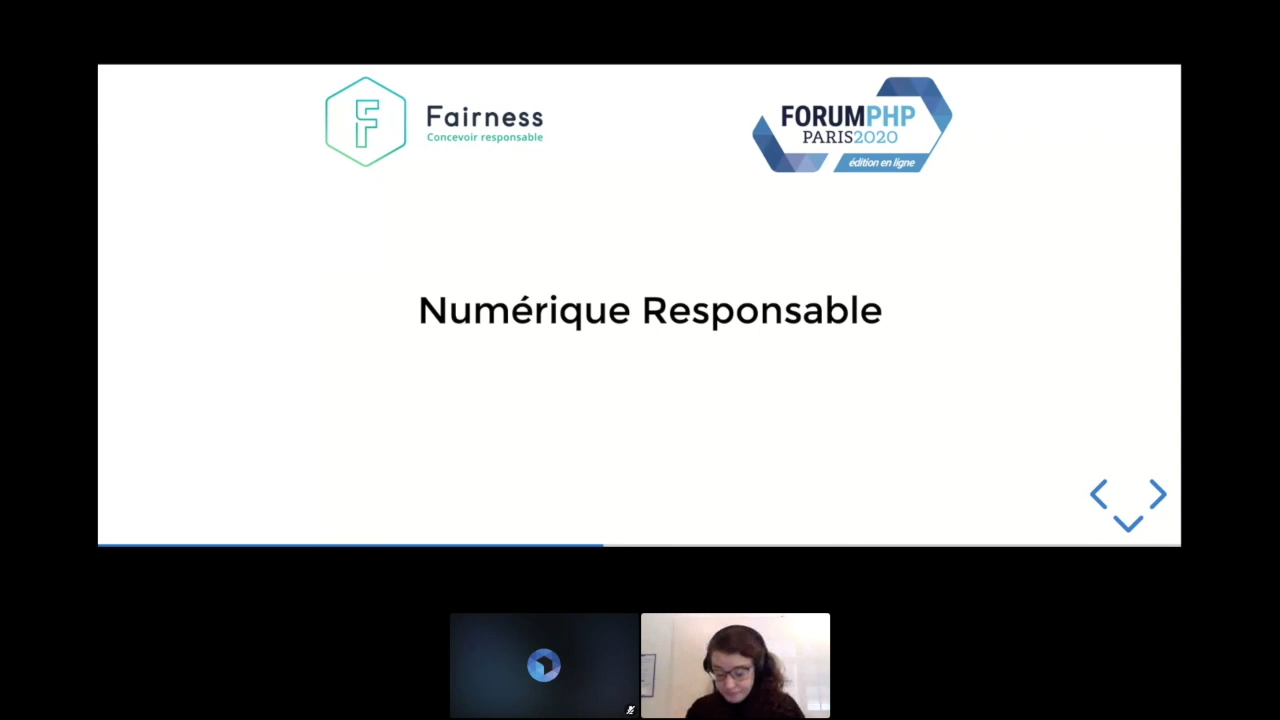 Fairness
Concevoir responsable
FORUMPHP
PARIS2020
édition en ligne
Numérique Responsable